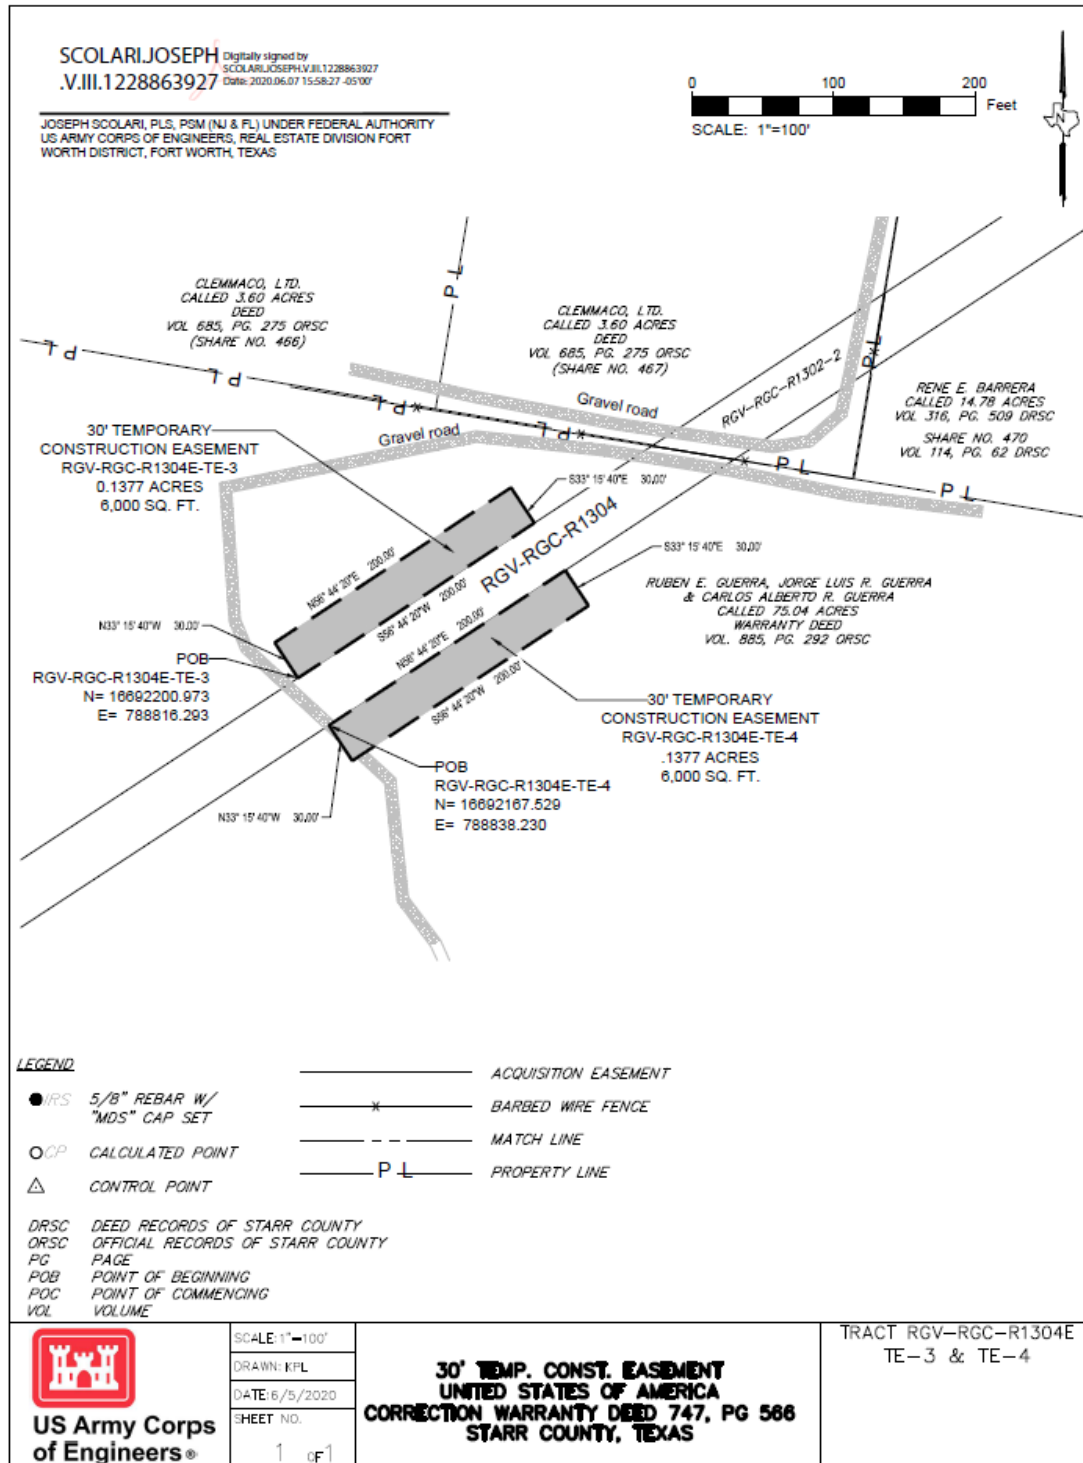 SCOLARI.JOSEPH
.V.III.1228863927
Digitally signed by
SCOLARI.JOSEPH.V.III.1228863927
Date: 2020.06.07 15:58:27 -05'00'
JOSEPH SCOLARI, PLS, PSM (NJ & FL) UNDER FEDERAL AUTHORITY
US ARMY CORPS OF ENGINEERS, REAL ESTATE DIVISION FORT
WORTH DISTRICT, FORT WORTH, TEXAS
0 100 200
Feet
SCALE: 1"=100'
N
CLEMMACO, LTD.
CALLED 3.60 ACRES
DEED
VOL 685, PG. 275 ORSC
(SHARE NO. 466)
P L
CLEMMACO, LTD.
CALLED 3.60 ACRES
DEED
VOL 685, PG. 275 ORSC
(SHARE NO. 467)
RGV-RGC-R1302-2
P L
RENE E. BARRERA
CALLED 14.78 ACRES
VOL 316, PG. 509 DRSC
SHARE NO. 470
VOL 114, PG. 62 DRSC
P L
P L
P L
P L
P L
P L
Gravel road
Gravel road
30' TEMPORARY
CONSTRUCTION EASEMENT
RGV-RGC-R1304E-TE-3
0.1377 ACRES
6,000 SQ. FT.
S33° 15' 40"E 30.00'
RGV-RGC-R1304
S33° 15' 40"E 30.00'
N56° 44' 20"E 200.00'
S56° 44' 20"W 200.00'
N56° 44' 20"E 200.00'
S56° 44' 20"W 200.00'
RUBEN E. GUERRA, JORGE LUIS R. GUERRA
& CARLOS ALBERTO R. GUERRA
CALLED 75.04 ACRES
WARRANTY DEED
VOL. 885, PG. 292 ORSC
N33° 15' 40"W 30.00'
POB
RGV-RGC-R1304E-TE-3
N= 16692200.973
E= 788816.293
30' TEMPORARY
CONSTRUCTION EASEMENT
RGV-RGC-R1304E-TE-4
.1377 ACRES
6,000 SQ. FT.
POB
RGV-RGC-R1304E-TE-4
N= 16692167.529
E= 788838.230
N33° 15' 40"W 30.00'
LEGEND
IRS 5/8" REBAR W/
"MDS" CAP SET
CP CALCULATED POINT
CONTROL POINT
ACQUISITION EASEMENT
x BARBED WIRE FENCE
MATCH LINE
P L PROPERTY LINE
DRSC DEED RECORDS OF STARR COUNTY
ORSC OFFICIAL RECORDS OF STARR COUNTY
PG PAGE
POB POINT OF BEGINNING
POC POINT OF COMMENCING
VOL VOLUME
US Army Corps
of Engineers ®
SCALE: 1"=100'
DRAWN: KPL
DATE: 6/5/2020
SHEET NO.
1 OF 1
30' TEMP. CONST. EASEMENT
UNITED STATES OF AMERICA
CORRECTION WARRANTY DEED 747, PG 566
STARR COUNTY, TEXAS
TRACT RGV-RGC-R1304E
TE-3 & TE-4